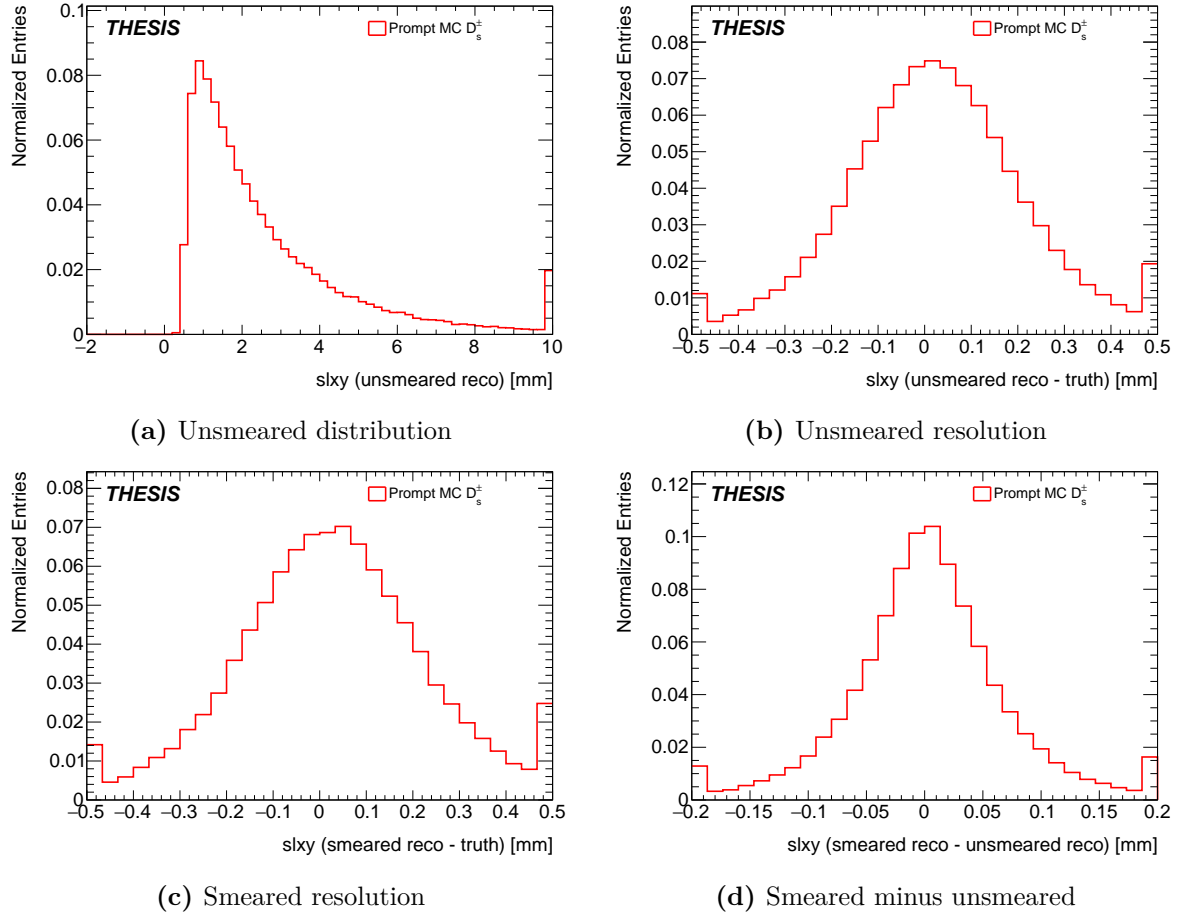 THESIS
Prompt MC D_s^±
Normalized Entries
0.1
0.08
0.06
0.04
0.02
0
−2 0 2 4 6 8 10
slxy (unsmeared reco) [mm]
(a) Unsmeared distribution
THESIS
Prompt MC D_s^±
Normalized Entries
0.08
0.07
0.06
0.05
0.04
0.03
0.02
0.01
0
−0.5 −0.4 −0.3 −0.2 −0.1 0 0.1 0.2 0.3 0.4 0.5
slxy (unsmeared reco - truth) [mm]
(b) Unsmeared resolution
THESIS
Prompt MC D_s^±
Normalized Entries
0.08
0.07
0.06
0.05
0.04
0.03
0.02
0.01
0
−0.5 −0.4 −0.3 −0.2 −0.1 0 0.1 0.2 0.3 0.4 0.5
slxy (smeared reco - truth) [mm]
(c) Smeared resolution
THESIS
Prompt MC D_s^±
Normalized Entries
0.12
0.1
0.08
0.06
0.04
0.02
0
−0.2 −0.15 −0.1 −0.05 0 0.05 0.1 0.15 0.2
slxy (smeared reco - unsmeared reco) [mm]
(d) Smeared minus unsmeared